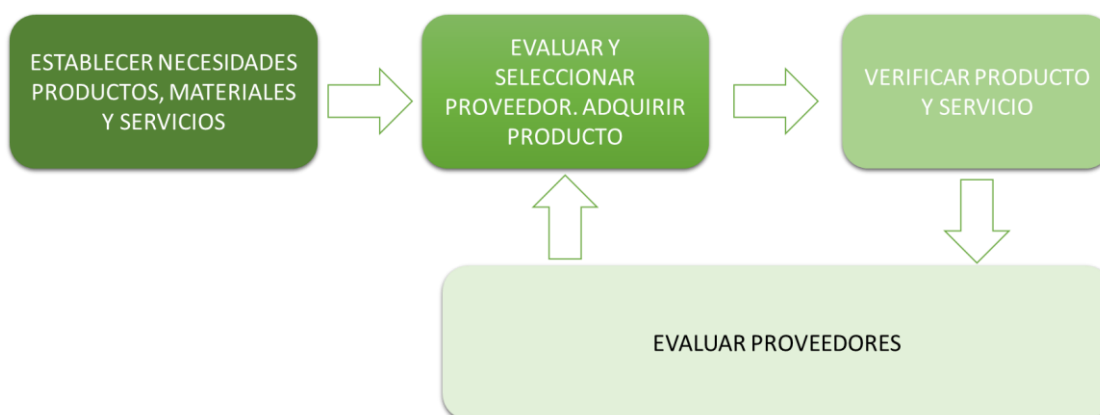 ESTABLECER NECESIDADES
PRODUCTOS, MATERIALES
Y SERVICIOS
EVALUAR Y
SELECCIONAR
PROVEEDOR. ADQUIRIR
PRODUCTO
VERIFICAR PRODUCTO
Y SERVICIO
EVALUAR PROVEEDORES